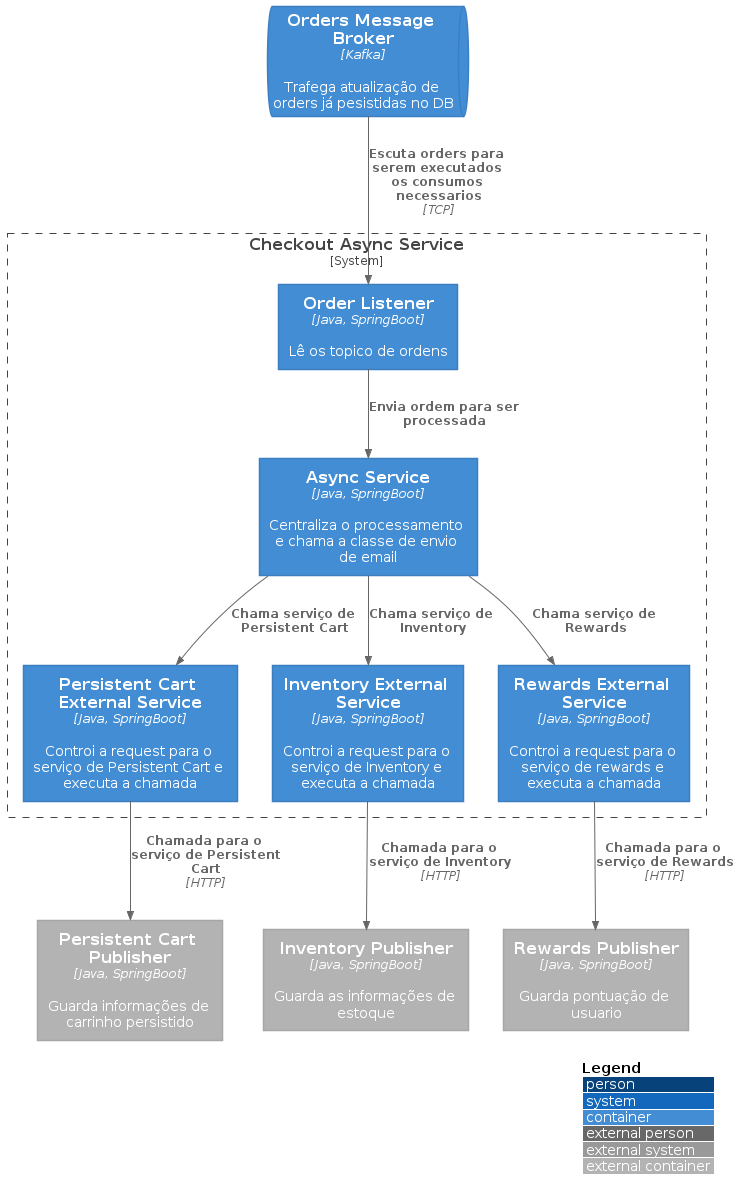 Orders Message
Broker
[Kafka]
Trafega atualização de
orders já pesistidas no DB
Escuta orders para
serem executados
os consumos
necessarios
[TCP]
Checkout Async Service
[System]
Order Listener
[Java, SpringBoot]
Lê os topico de ordens
Envia ordem para ser
processada
Async Service
[Java, SpringBoot]
Centraliza o processamento
e chama a classe de envio
de email
Chama serviço de
Persistent Cart
Chama serviço de
Inventory
Chama serviço de
Rewards
Persistent Cart
External Service
[Java, SpringBoot]
Controi a request para o
serviço de Persistent Cart e
executa a chamada
Inventory External
Service
[Java, SpringBoot]
Controi a request para o
serviço de Inventory e
executa a chamada
Rewards External
Service
[Java, SpringBoot]
Controi a request para o
serviço de rewards e
executa a chamada
Chamada para o
serviço de Persistent
Cart
[HTTP]
Chamada para o
serviço de Inventory
[HTTP]
Chamada para o
serviço de Rewards
[HTTP]
Persistent Cart
Publisher
[Java, SpringBoot]
Guarda informações de
carrinho persistido
Inventory Publisher
[Java, SpringBoot]
Guarda as informações de
estoque
Rewards Publisher
[Java, SpringBoot]
Guarda pontuação de
usuario
Legend
person
system
container
external person
external system
external container